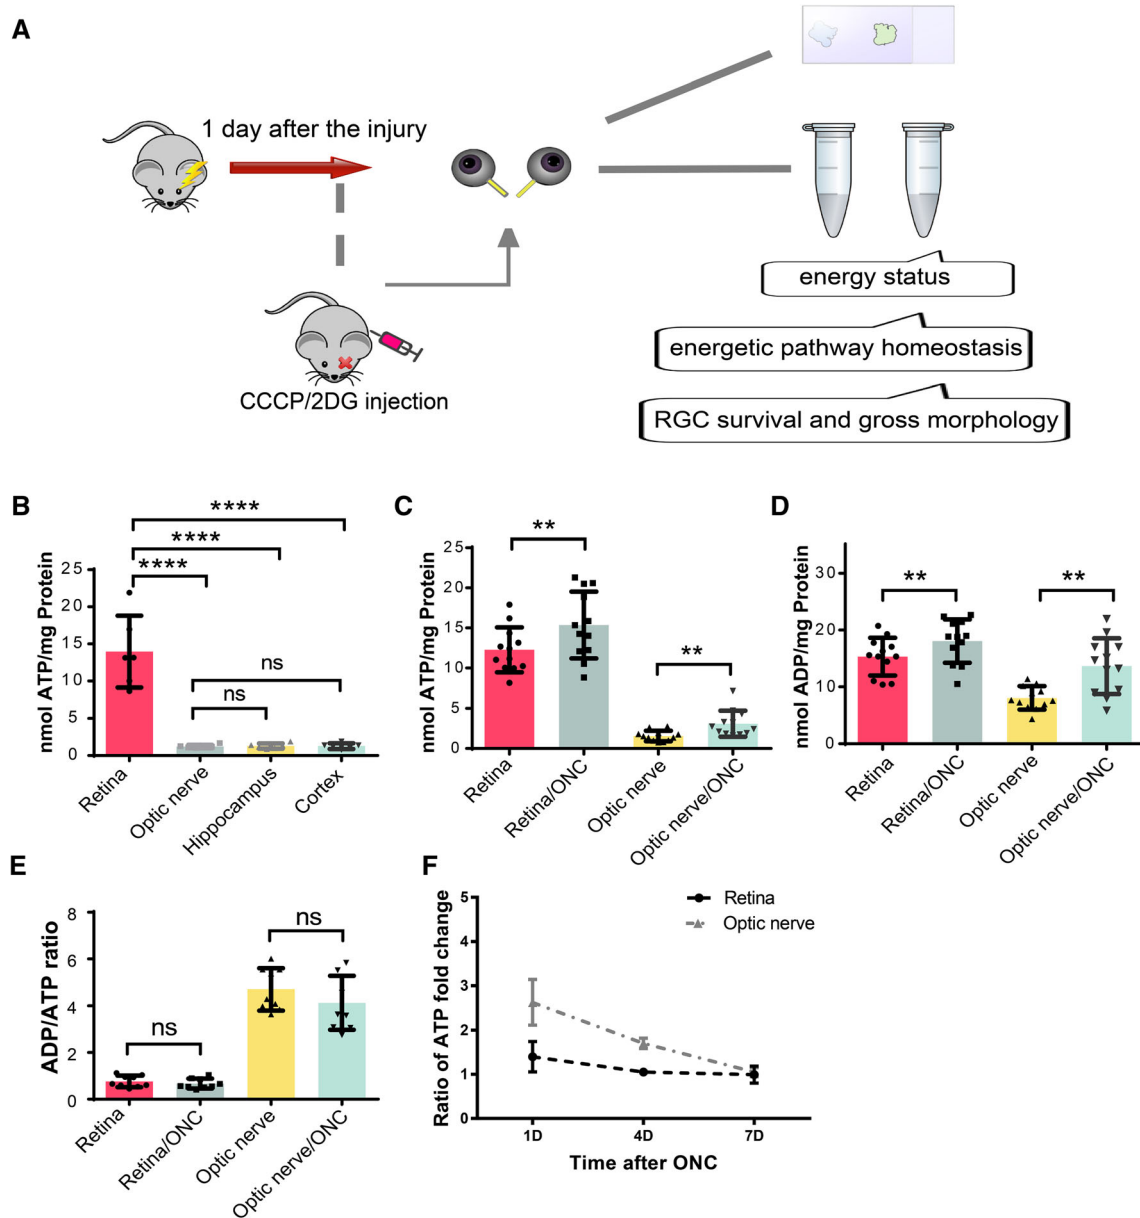 A
1 day after the injury
CCCP/2DG injection
energy status
energetic pathway homeostasis
RGC survival and gross morphology
B
****
****
****
ns
ns
nmol ATP/mg Protein
25
20
15
10
5
0
Retina
Optic nerve
Hippocampus
Cortex
C
**
**
nmol ATP/mg Protein
25
20
15
10
5
0
Retina
Retina/ONC
Optic nerve
Optic nerve/ONC
D
**
**
nmol ADP/mg Protein
30
20
10
0
Retina
Retina/ONC
Optic nerve
Optic nerve/ONC
E
ns
ns
ADP/ATP ratio
8
6
4
2
0
Retina
Retina/ONC
Optic nerve
Optic nerve/ONC
F
Retina
Optic nerve
Ratio of ATP fold change
5
4
3
2
1
0
1D
4D
7D
Time after ONC